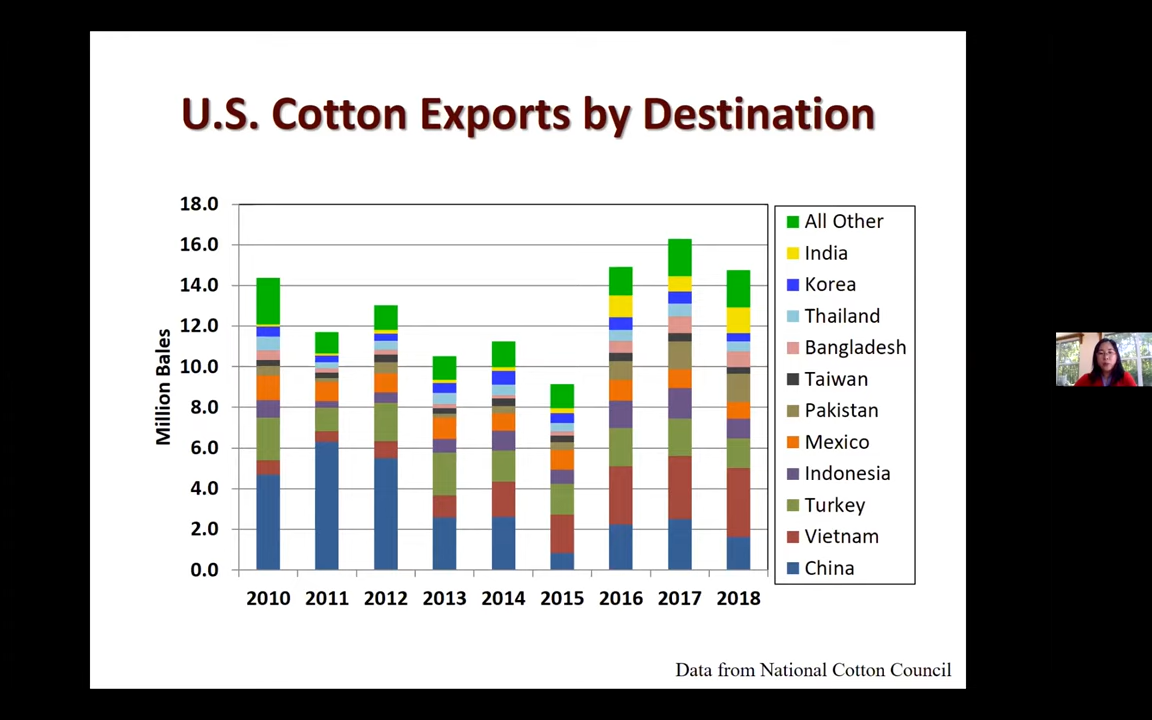 U.S. Cotton Exports by Destination
Million Bales
18.0
16.0
14.0
12.0
10.0
8.0
6.0
4.0
2.0
0.0
2010 2011 2012 2013 2014 2015 2016 2017 2018
All Other
India
Korea
Thailand
Bangladesh
Taiwan
Pakistan
Mexico
Indonesia
Turkey
Vietnam
China
Data from National Cotton Council